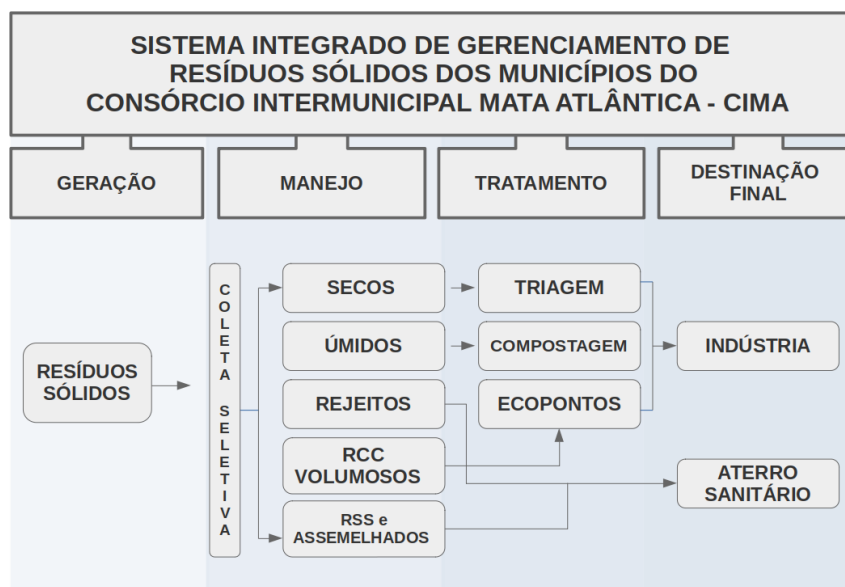 SISTEMA INTEGRADO DE GERENCIAMENTO DE
RESÍDUOS SÓLIDOS DOS MUNICÍPIOS DO
CONSÓRCIO INTERMUNICIPAL MATA ATLÂNTICA - CIMA
GERAÇÃO
MANEJO
TRATAMENTO
DESTINAÇÃO
FINAL
RESÍDUOS
SÓLIDOS
COLETA SELETIVA
SECOS
ÚMIDOS
REJEITOS
RCC
VOLUMOSOS
RSS e
ASSEMELHADOS
TRIAGEM
COMPOSTAGEM
ECOPONTOS
INDÚSTRIA
ATERRO
SANITÁRIO